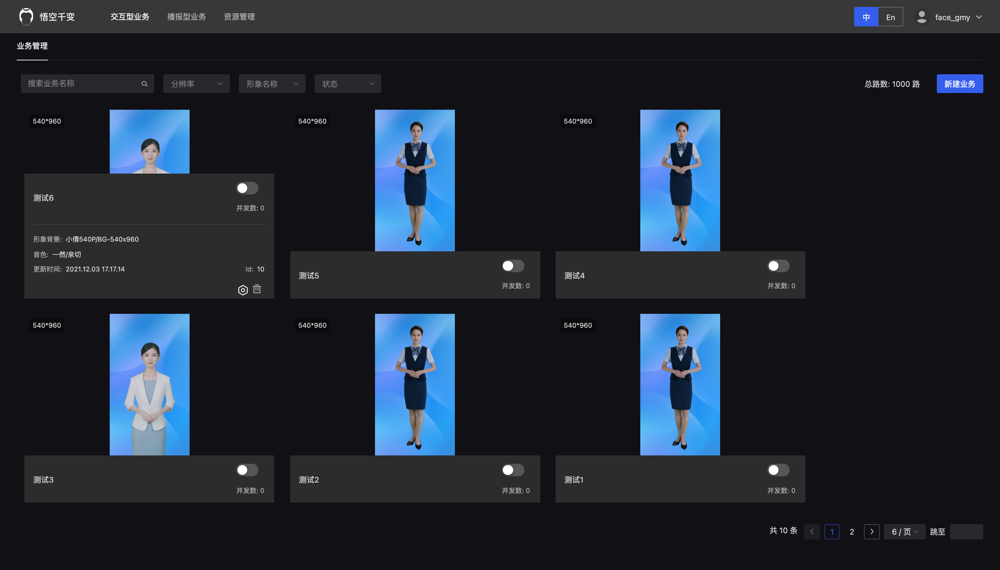 悟空千变
交互型业务
播报型业务
资源管理
中
En
face_gmy
业务管理
搜索业务名称
分辨率
形象名称
状态
总路数: 1000 路
新建业务
540*960
测试6
并发数: 0
形象背景: 小倩540P/BG-540x960
音色: 一然/亲切
更新时间: 2021.12.03 17.17.14
Id: 10
540*960
测试5
并发数: 0
540*960
测试4
并发数: 0
540*960
测试3
并发数: 0
540*960
测试2
并发数: 0
540*960
测试1
并发数: 0
共 10 条
1
2
6 / 页
跳至